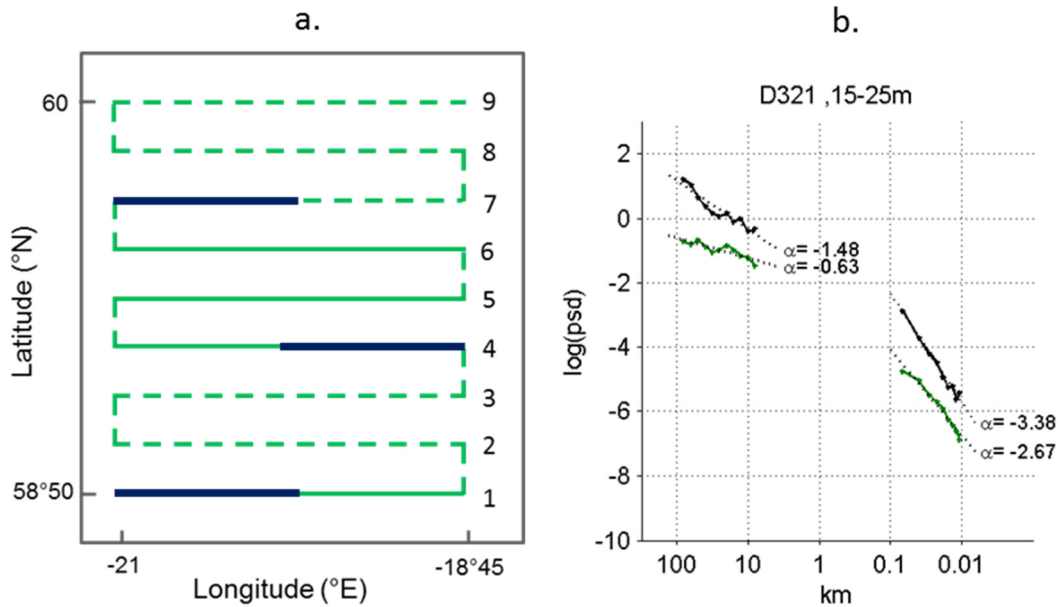 a.
60
9
8
7
6
5
4
3
2
58°50
1
Latitude (°N)
-21
-18°45
Longitude (°E)
b.
D321 ,15-25m
2
0
-2
-4
-6
-8
-10
log(psd)
α= -1.48
α= -0.63
α= -3.38
α= -2.67
100
10
1
0.1
0.01
km